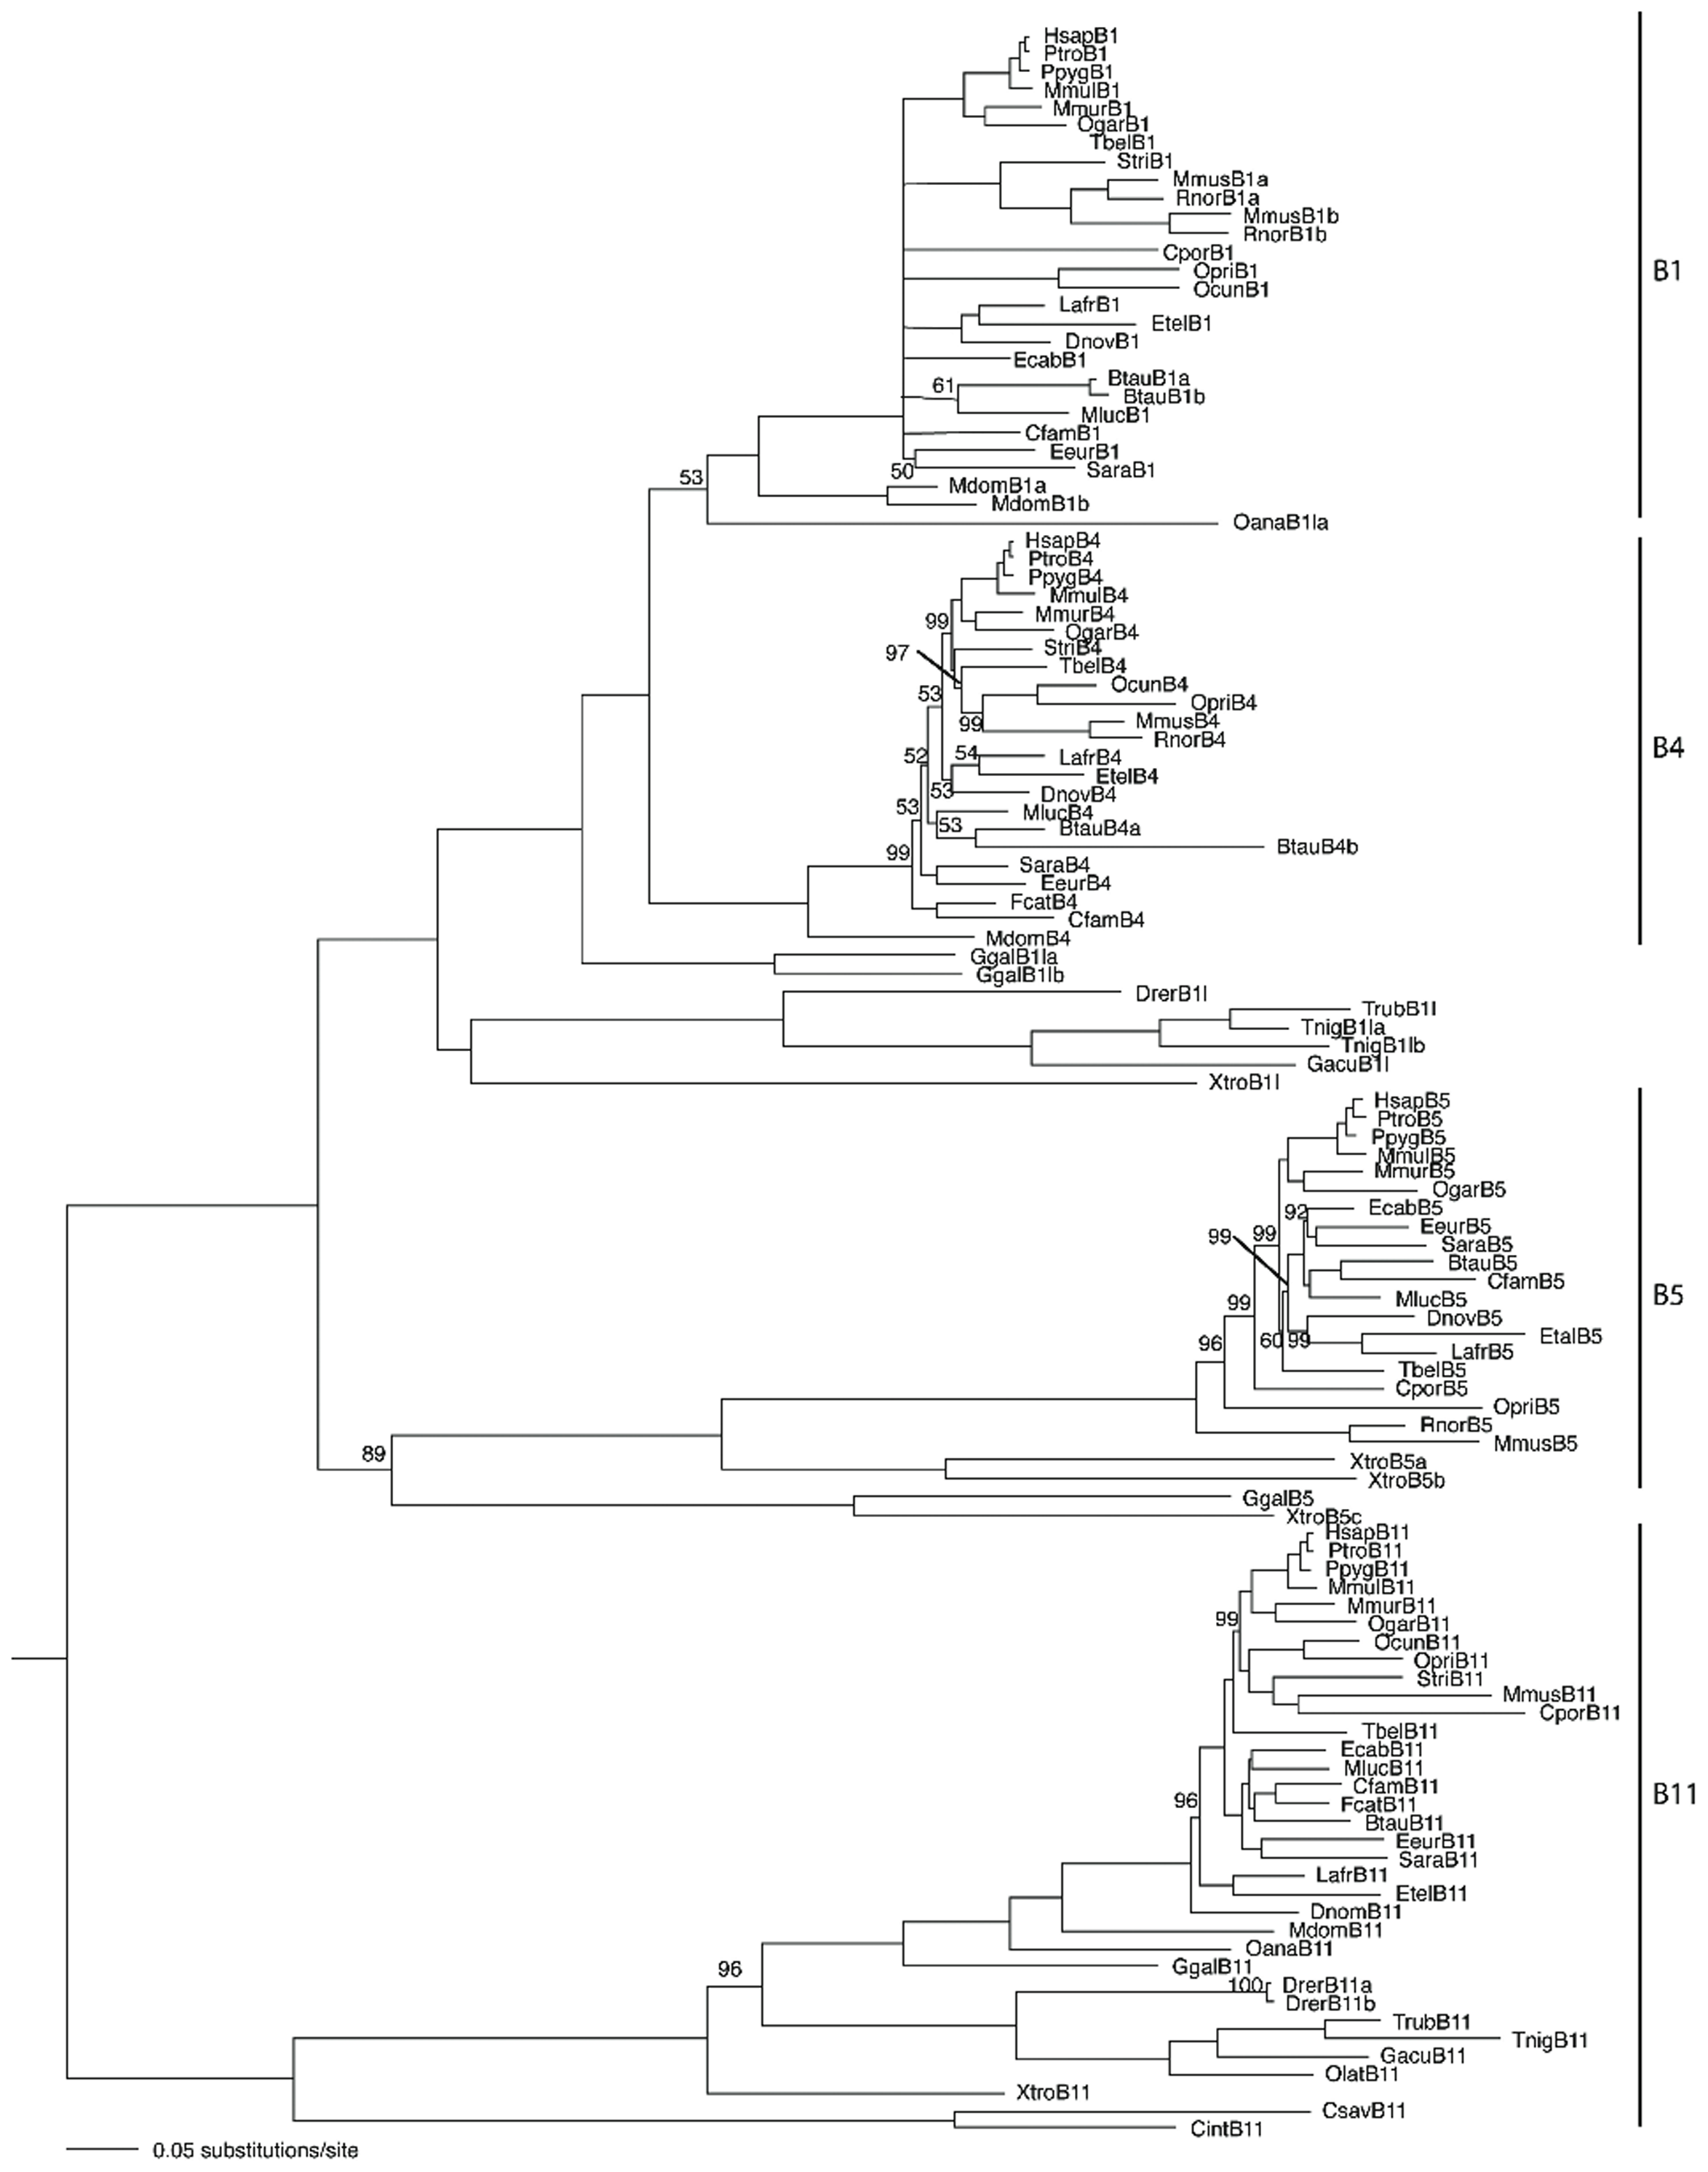 HsapB1
PtroB1
PpygB1
MmulB1
MmurB1
OgarB1
TbelB1
StriB1
MmusB1a
RnorB1a
MmusB1b
RnorB1b
CporB1
OpriB1
B1
OcunB1
LafrB1
EtelB1
DnovB1
EcabB1
61
BtauB1a
BtauB1b
MlucB1
CfamB1
EeurB1
50
SaraB1
53
MdomB1a
MdomB1b
OanaB1la
HsapB4
PtroB4
PpygB4
MmulB4
MmurB4
99
OgarB4
StriB4
97
TbelB4
OcunB4
53
OpriB4
99
MmusB4
RnorB4
B4
52
54
LafrB4
EtelB4
53
DnovB4
53
MlucB4
53
BtauB4a
BtauB4b
99
SaraB4
EeurB4
FcatB4
CfamB4
MdomB4
GgalB1la
GgalB1lb
DrerB1l
TrubB1l
TnigB1la
TnigB1lb
GacuB1l
XtroB1l
HsapB5
PtroB5
PpygB5
MmulB5
MmurB5
OgarB5
92
EcabB5
EeurB5
99
99
SaraB5
BtauB5
CfamB5
B5
MlucB5
99
DnovB5
EtalB5
96
60
99
LafrB5
TbelB5
CporB5
OpriB5
RnorB5
MmusB5
89
XtroB5a
XtroB5b
GgalB5
XtroB5c
HsapB11
PtroB11
PpygB11
MmulB11
MmurB11
99
OgarB11
OcunB11
OpriB11
StriB11
MmusB11
CporB11
TbelB11
EcabB11
MlucB11
CfamB11
B11
96
FcatB11
BtauB11
EeurB11
SaraB11
LafrB11
EtelB11
DnomB11
MdomB11
OanaB11
96
GgalB11
100
DrerB11a
DrerB11b
TrubB11
TnigB11
GacuB11
OlatB11
XtroB11
CsavB11
CintB11
0.05 substitutions/site